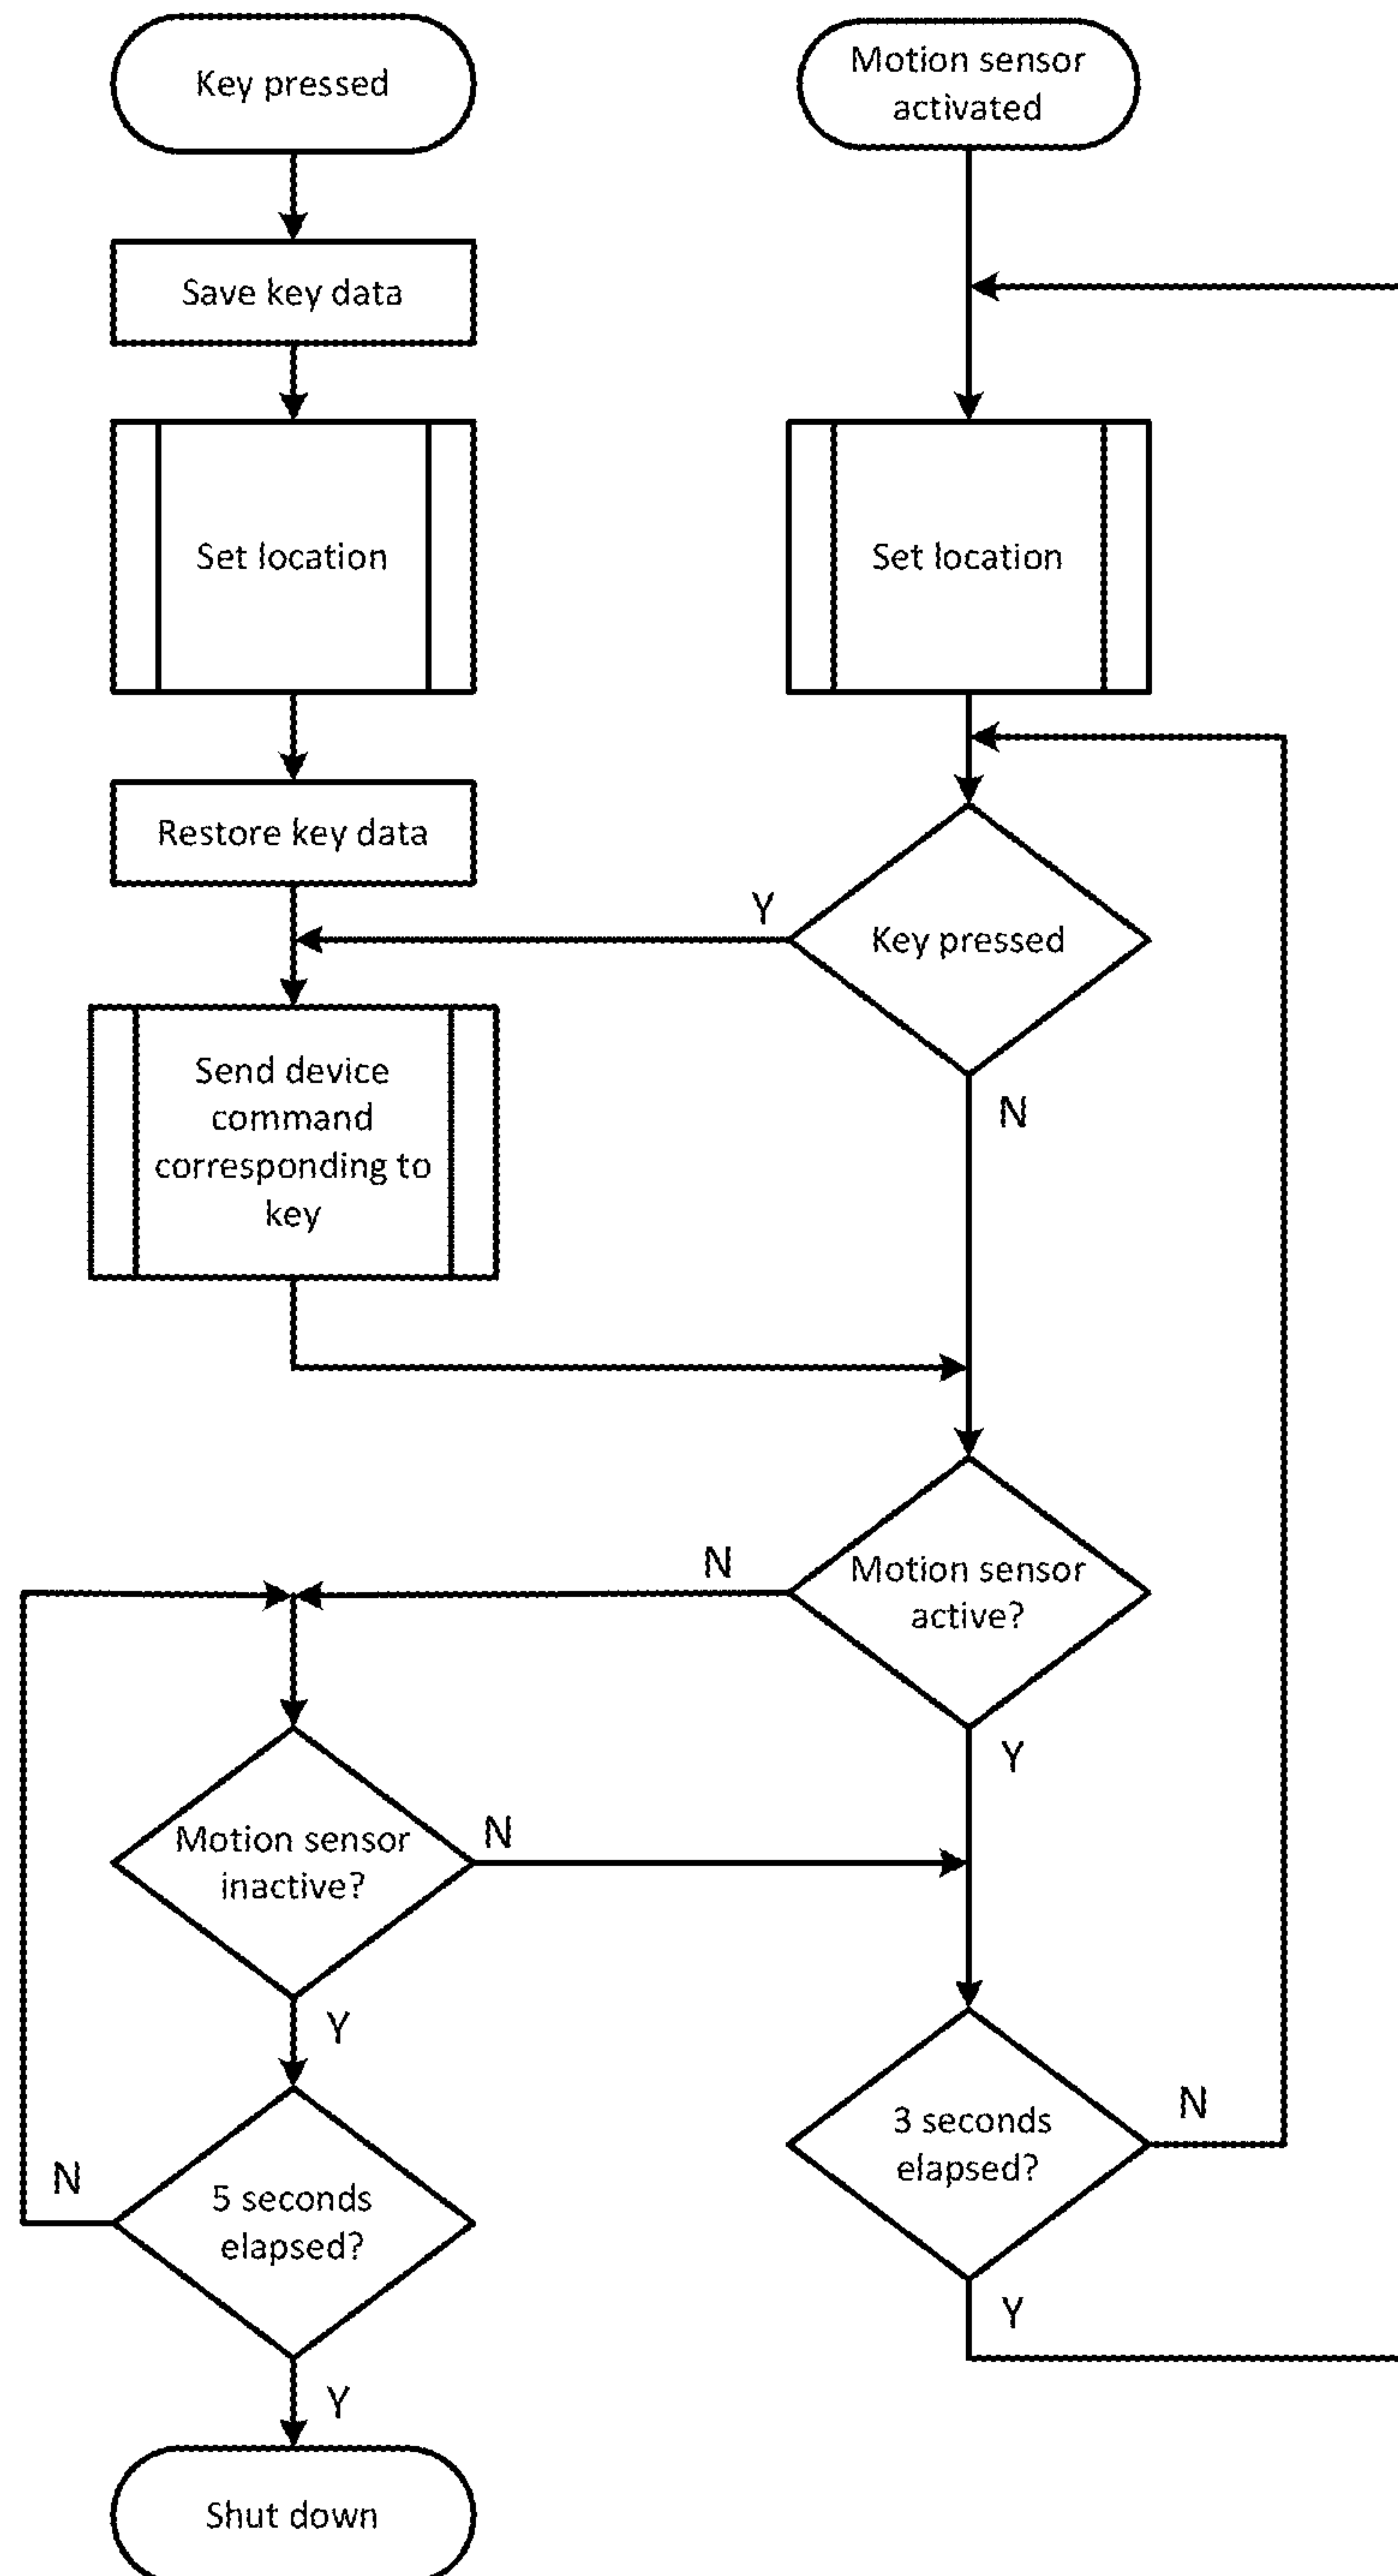 Key pressed
Motion sensor
activated
Save key data
Set location
Set location
Restore key data
Y
Key pressed
N
Send device
command
corresponding to
key
N
Motion sensor
active?
Y
Motion sensor
inactive?
N
Y
3 seconds
elapsed?
N
N
5 seconds
elapsed?
Y
Y
Shut down